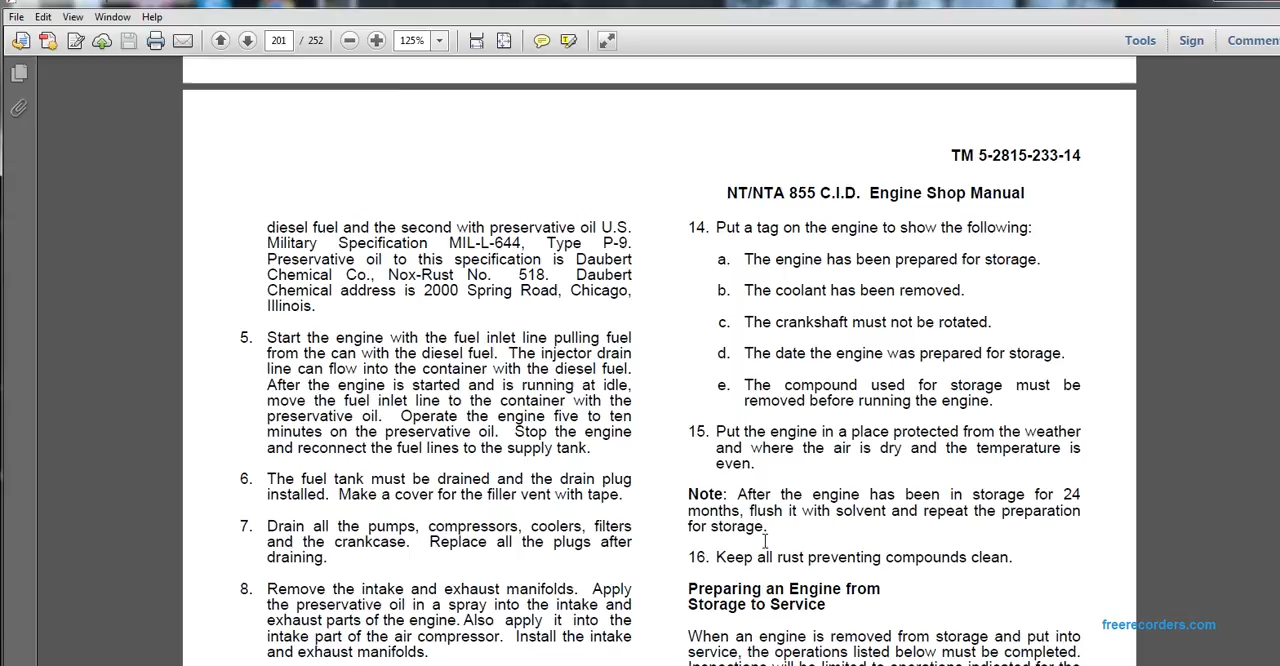 File Edit View Window Help
201 / 252 125% Tools Sign Commen
TM 5-2815-233-14
NT/NTA 855 C.I.D. Engine Shop Manual
diesel fuel and the second with preservative oil U.S.
Military Specification MIL-L-644, Type P-9.
Preservative oil to this specification is Daubert
Chemical Co., Nox-Rust No. 518. Daubert
Chemical address is 2000 Spring Road, Chicago,
Illinois.
5. Start the engine with the fuel inlet line pulling fuel
from the can with the diesel fuel. The injector drain
line can flow into the container with the diesel fuel.
After the engine is started and is running at idle,
move the fuel inlet line to the container with the
preservative oil. Operate the engine five to ten
minutes on the preservative oil. Stop the engine
and reconnect the fuel lines to the supply tank.
6. The fuel tank must be drained and the drain plug
installed. Make a cover for the filler vent with tape.
7. Drain all the pumps, compressors, coolers, filters
and the crankcase. Replace all the plugs after
draining.
8. Remove the intake and exhaust manifolds. Apply
the preservative oil in a spray into the intake and
exhaust parts of the engine. Also apply it into the
intake part of the air compressor. Install the intake
and exhaust manifolds.
14. Put a tag on the engine to show the following:
a. The engine has been prepared for storage.
b. The coolant has been removed.
c. The crankshaft must not be rotated.
d. The date the engine was prepared for storage.
e. The compound used for storage must be
removed before running the engine.
15. Put the engine in a place protected from the weather
and where the air is dry and the temperature is
even.
Note: After the engine has been in storage for 24
months, flush it with solvent and repeat the preparation
for storage.
16. Keep all rust preventing compounds clean.
Preparing an Engine from
Storage to Service
When an engine is removed from storage and put into
service, the operations listed below must be completed.
Inspections will be limited to operations indicated for the
freerecorders.com